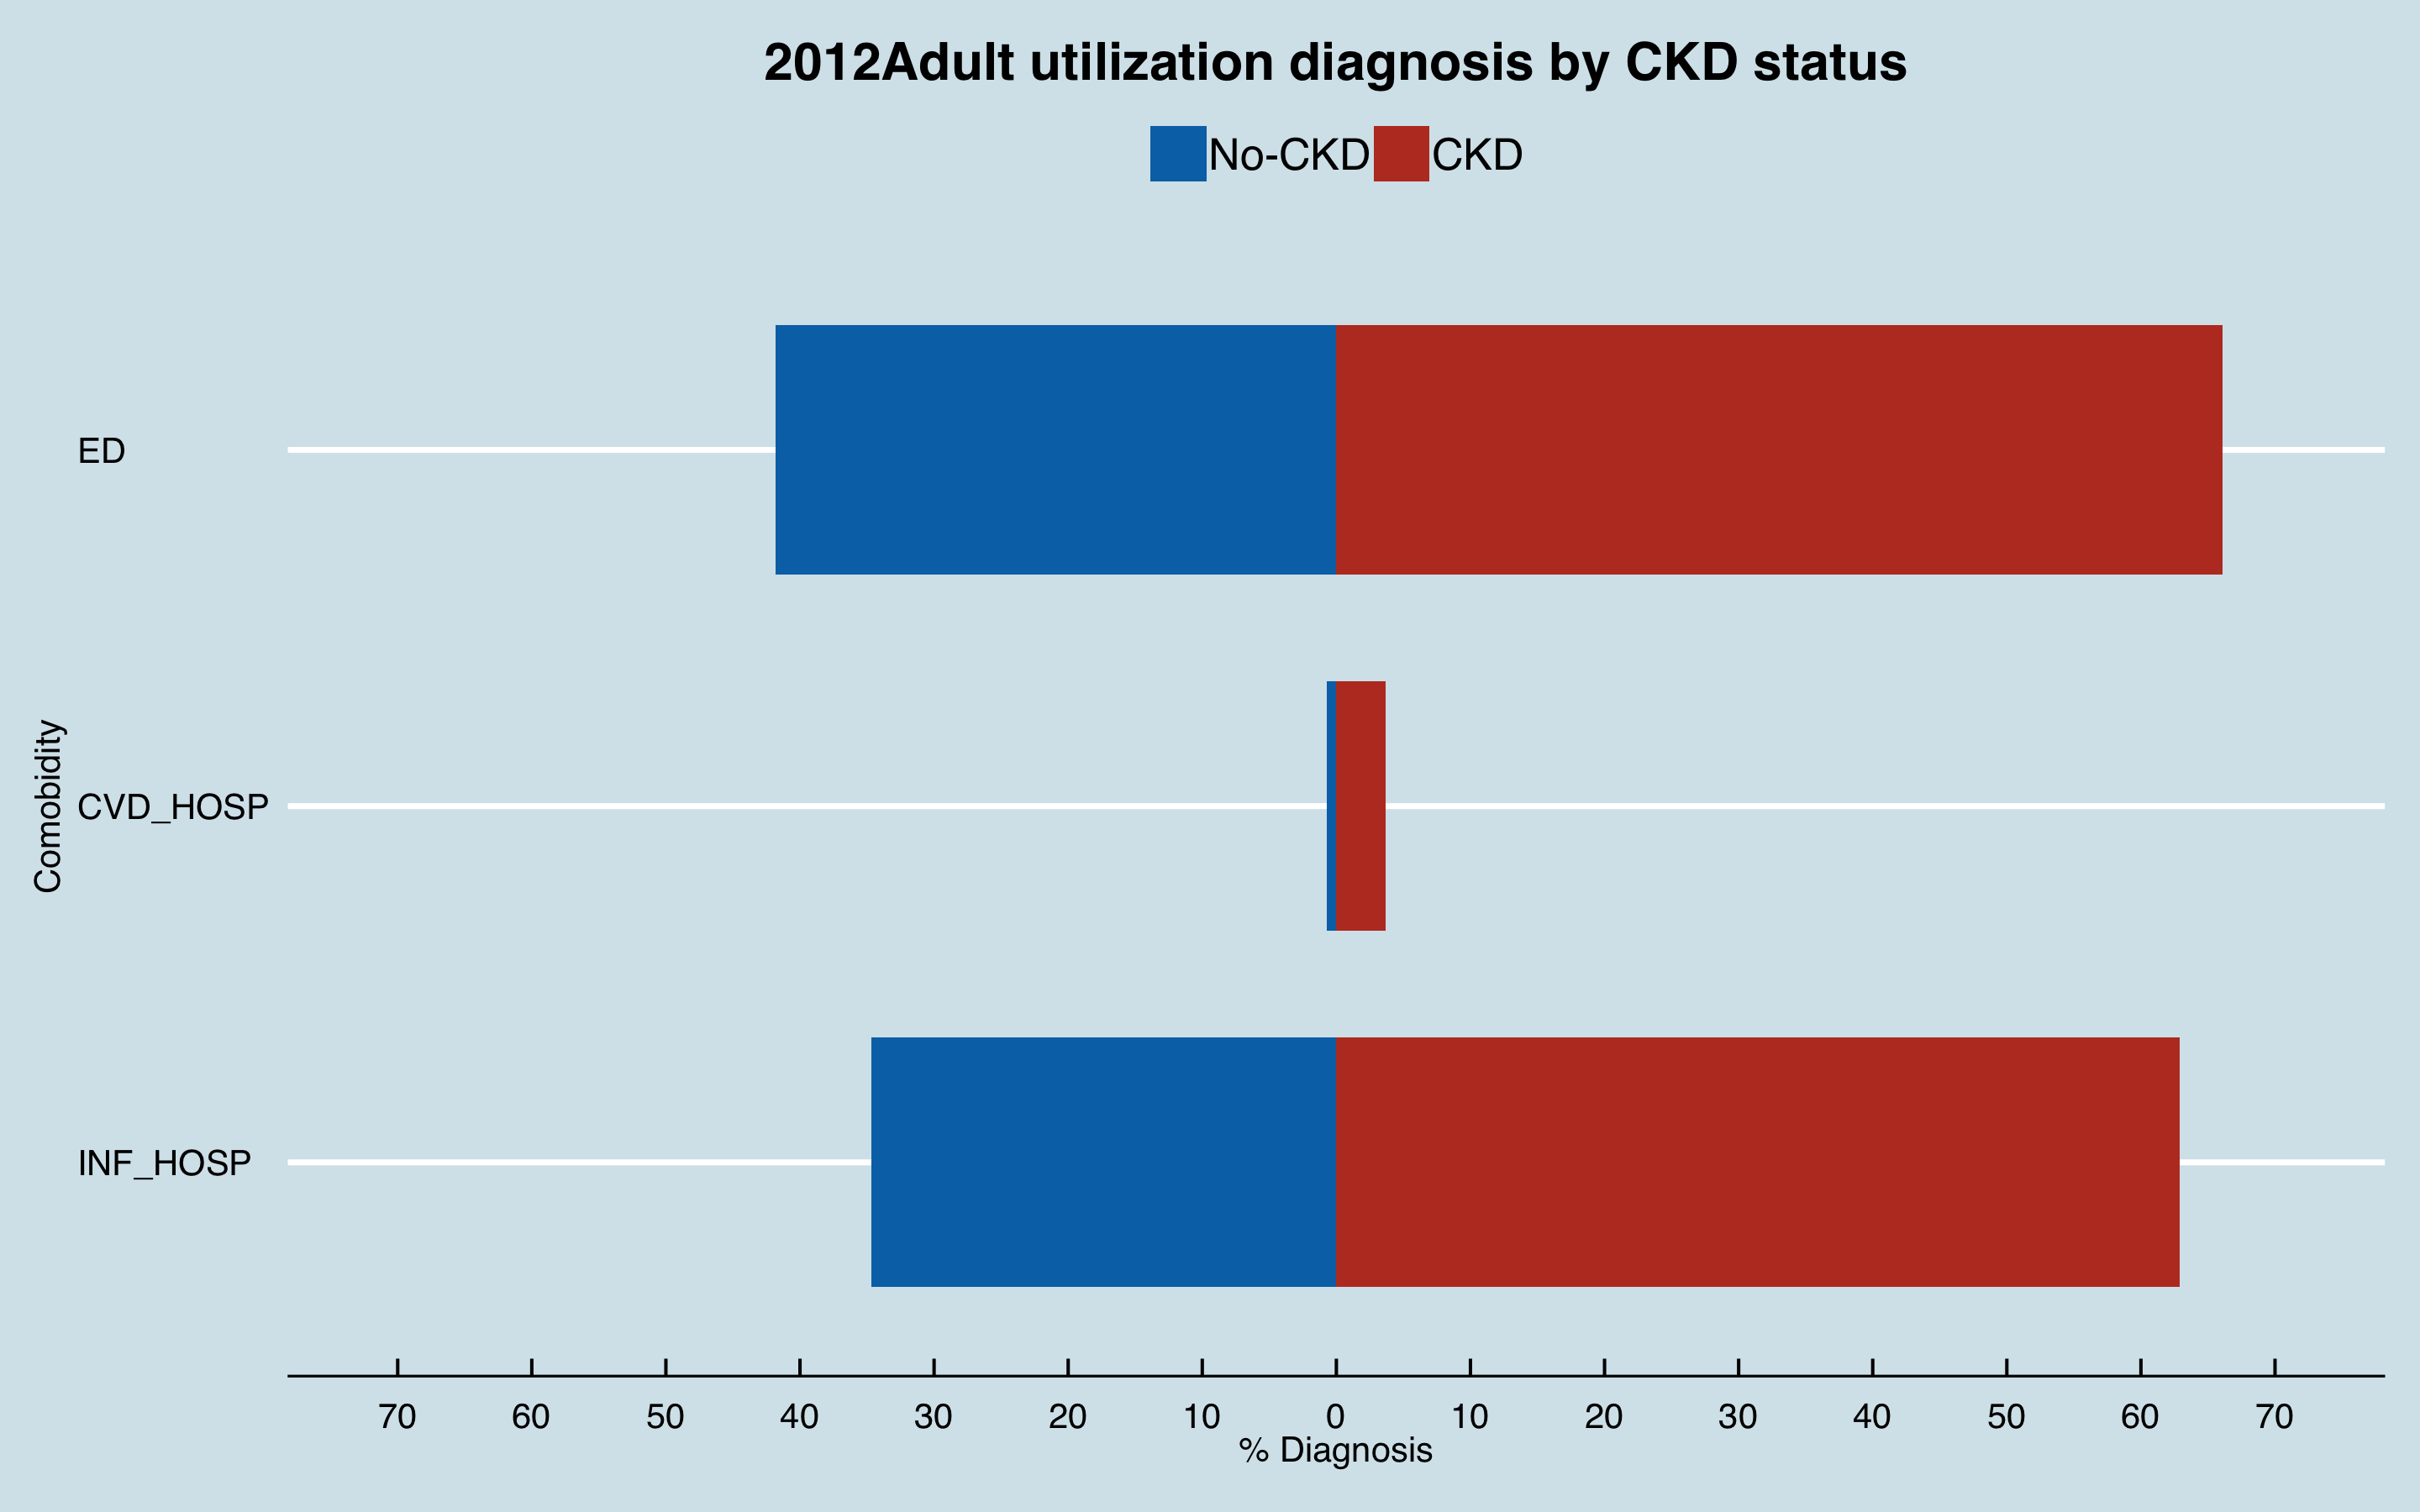 2012Adult utilization diagnosis by CKD status
No-CKD CKD
ED
CVD_HOSP
INF_HOSP
Comobidity
70 60 50 40 30 20 10 0 10 20 30 40 50 60 70
% Diagnosis